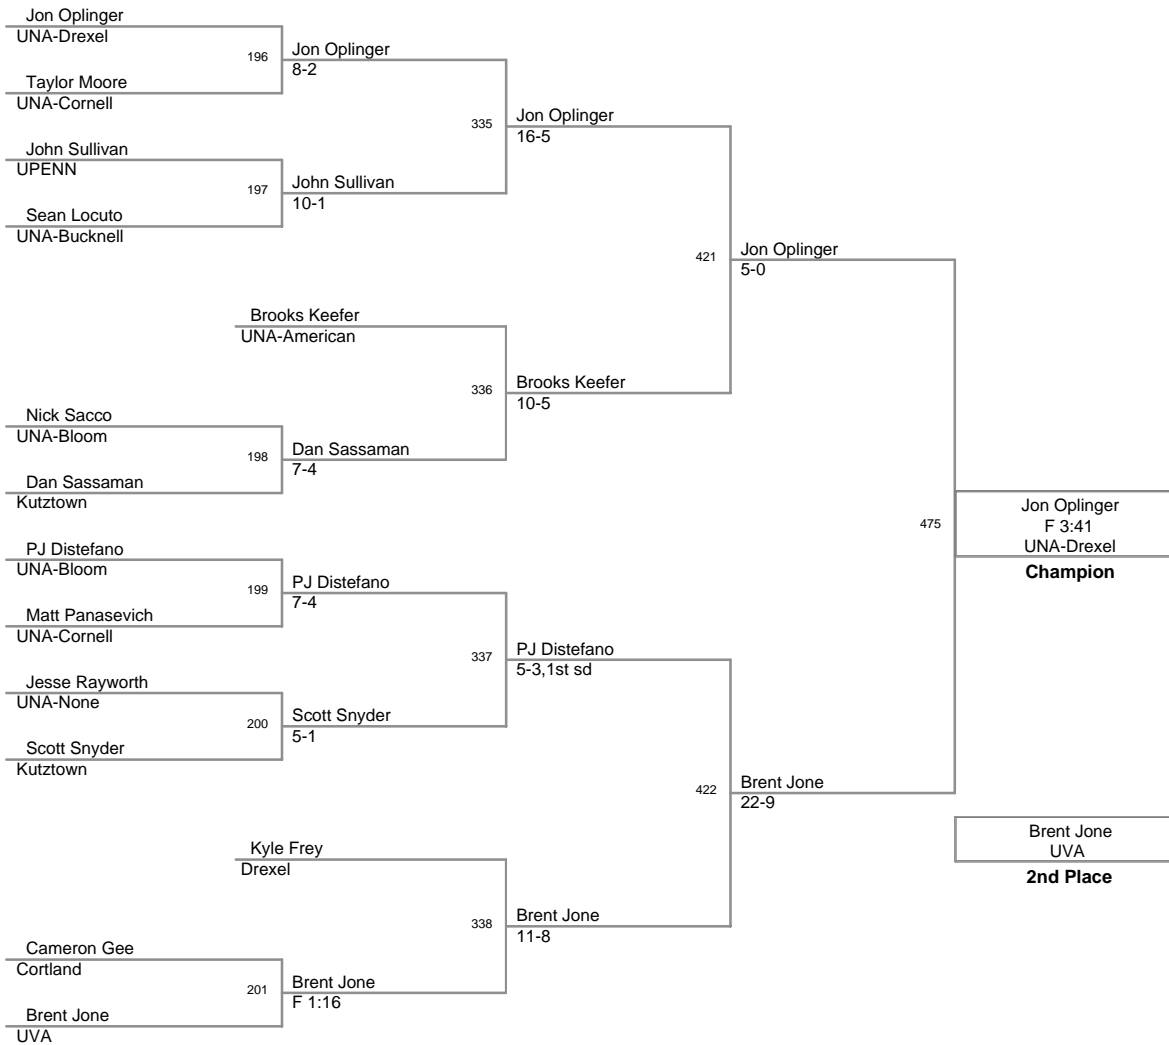 Jon Oplinger
UNA-Drexel
196
Jon Oplinger
8-2
Taylor Moore
UNA-Cornell
335
Jon Oplinger
16-5
John Sullivan
UPENN
197
John Sullivan
10-1
Sean Locuto
UNA-Bucknell
421
Jon Oplinger
5-0
Brooks Keefer
UNA-American
336
Brooks Keefer
10-5
Nick Sacco
UNA-Bloom
198
Dan Sassaman
7-4
Dan Sassaman
Kutztown
475
Jon Oplinger
F 3:41
UNA-Drexel
Champion
PJ Distefano
UNA-Bloom
199
PJ Distefano
7-4
Matt Panasevich
UNA-Cornell
337
PJ Distefano
5-3,1st sd
Jesse Rayworth
UNA-None
200
Scott Snyder
5-1
Scott Snyder
Kutztown
422
Brent Jone
22-9
Brent Jone
UVA
2nd Place
Kyle Frey
Drexel
338
Brent Jone
11-8
Cameron Gee
Cortland
201
Brent Jone
F 1:16
Brent Jone
UVA